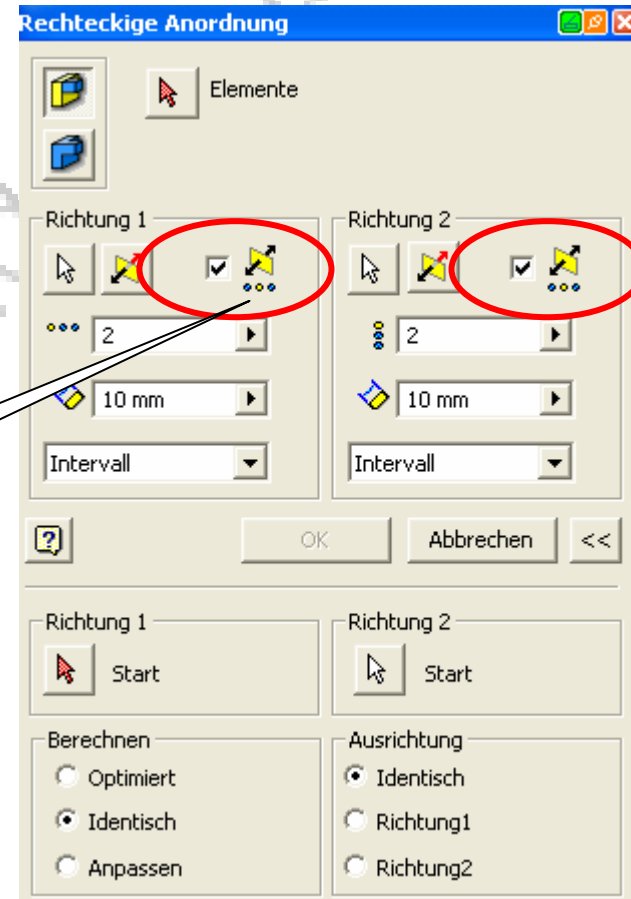 Rechteckige Anordnung
Elemente
Richtung 1
Richtung 2
2
2
10 mm
10 mm
Intervall
Intervall
OK
Abbrechen
<<
Richtung 1
Richtung 2
Start
Start
Berechnen
Ausrichtung
Optimiert
Identisch
Identisch
Richtung1
Anpassen
Richtung2